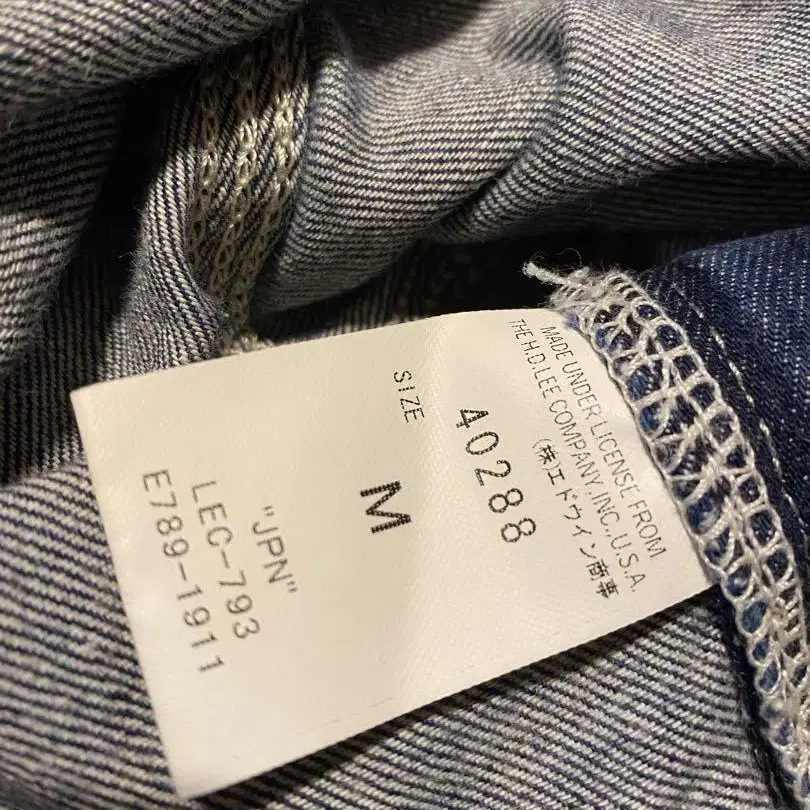 MADE UNDER LICENSE FROM
THE H.D.LEE COMPANY, INC., U.S.A.
(株)エドウイン商事
40288
SIZE
M
"JPN"
LEC-793
E789-1911